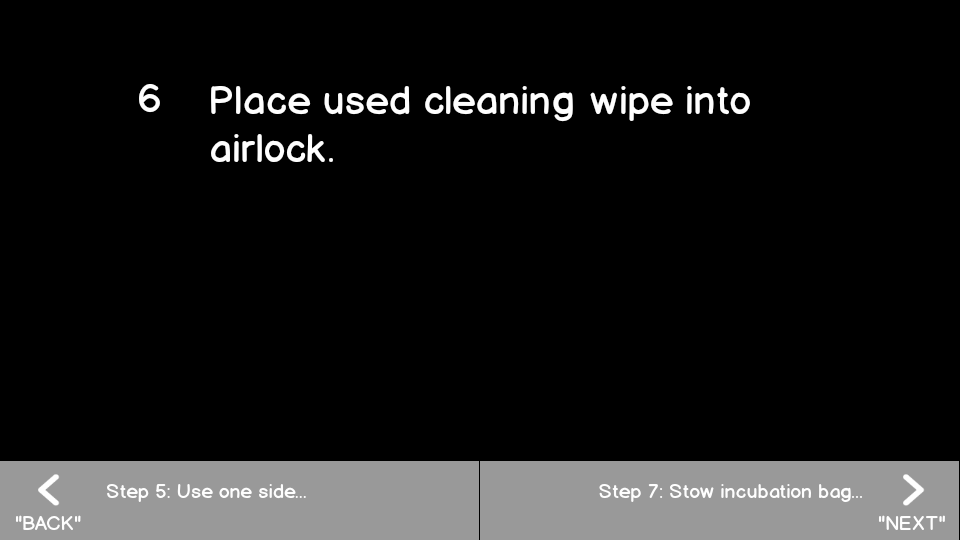 6 Place used cleaning wipe into
airlock.
Step 5: Use one side...
Step 7: Stow incubation bag...
"BACK"
"NEXT"